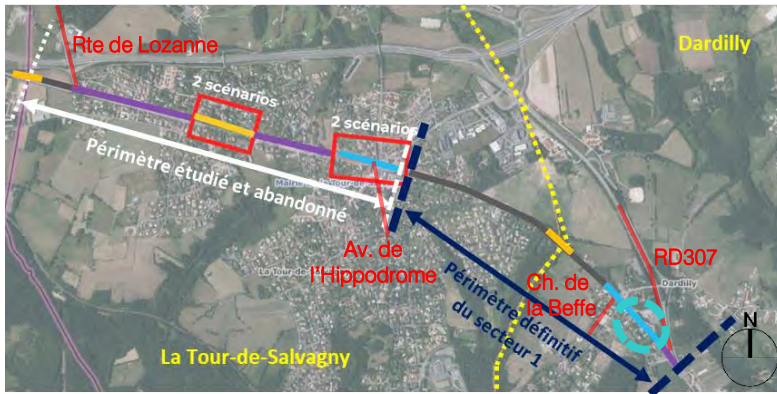 Rte de Lozanne
Dardilly
2 scénarios
2 scénarios
Périmètre étudié et abandonné
Av. de
l'Hippodrome
RD307
Dardilly
Ch. de
la Beffe
Périmètre définitif
du secteur 1
La Tour-de-Salvagny
N